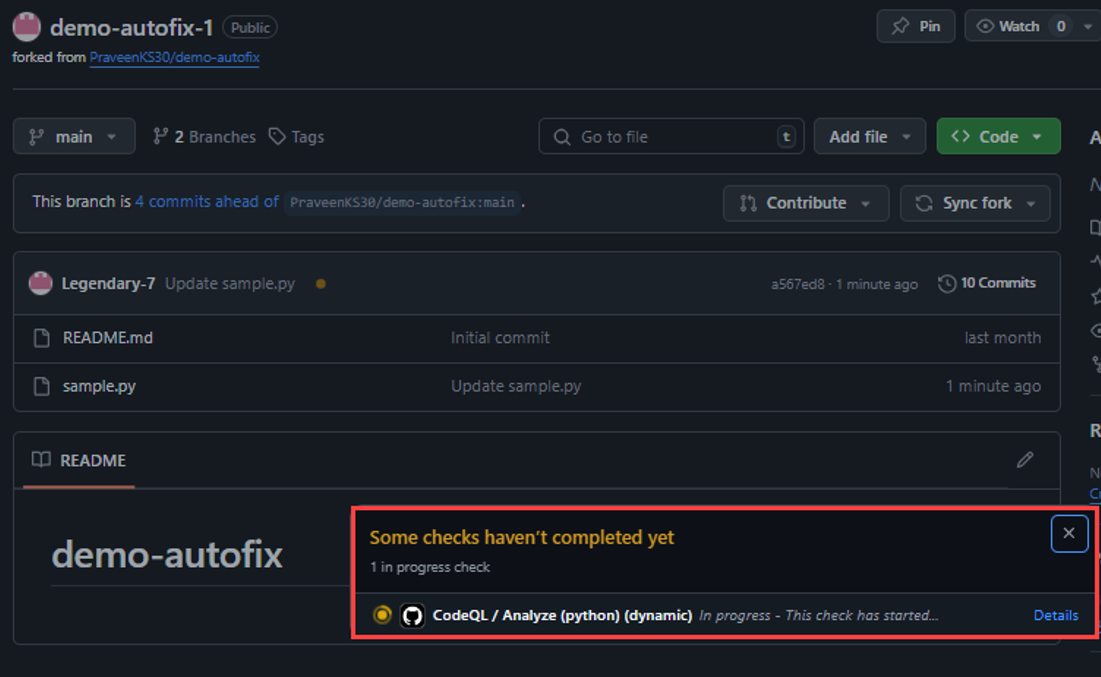 demo-autofix-1 Public
Pin
Watch 0
forked from PraveenKS30/demo-autofix
main
2 Branches
Tags
Go to file
t
Add file
Code
This branch is 4 commits ahead of PraveenKS30/demo-autofix:main .
Contribute
Sync fork
Legendary-7 Update sample.py
a567ed8 · 1 minute ago
10 Commits
README.md Initial commit last month
sample.py Update sample.py 1 minute ago
README
demo-autofix
Some checks haven’t completed yet
1 in progress check
CodeQL / Analyze (python) (dynamic) In progress - This check has started...
Details